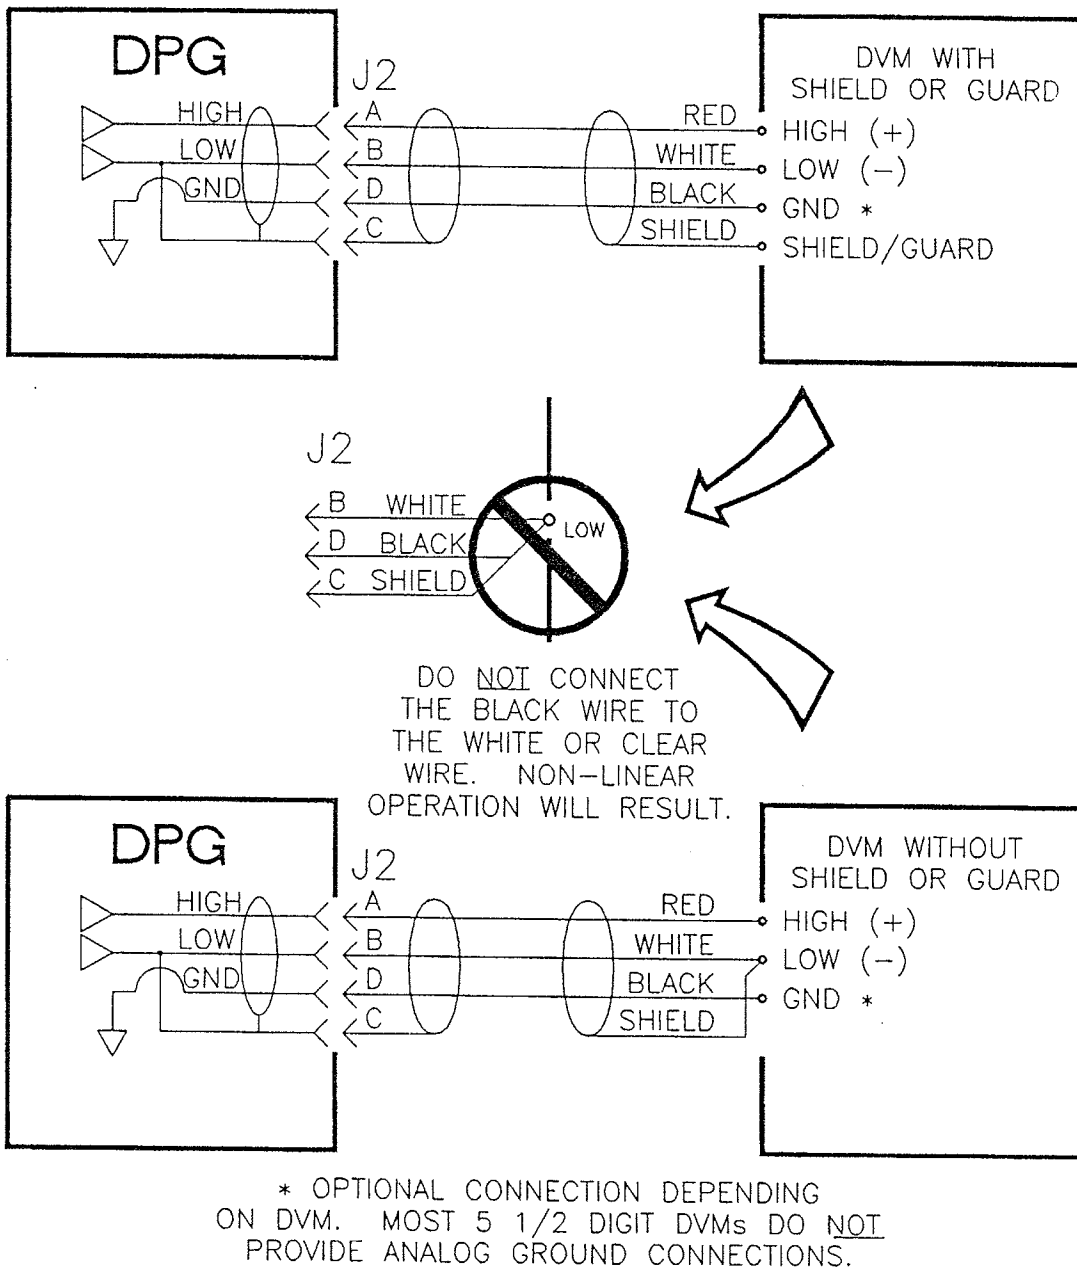 DPG
J2
DVM WITH
SHIELD OR GUARD
HIGH
A
RED
HIGH (+)
LOW
B
WHITE
LOW (-)
GND
D
BLACK
GND *
C
SHIELD
SHIELD/GUARD
J2
B WHITE
LOW
D BLACK
C SHIELD
DO NOT CONNECT
THE BLACK WIRE TO
THE WHITE OR CLEAR
WIRE. NON-LINEAR
OPERATION WILL RESULT.
DPG
J2
DVM WITHOUT
SHIELD OR GUARD
HIGH
A
RED
HIGH (+)
LOW
B
WHITE
LOW (-)
GND
D
BLACK
GND *
C
SHIELD
* OPTIONAL CONNECTION DEPENDING
ON DVM. MOST 5 1/2 DIGIT DVMs DO NOT
PROVIDE ANALOG GROUND CONNECTIONS.